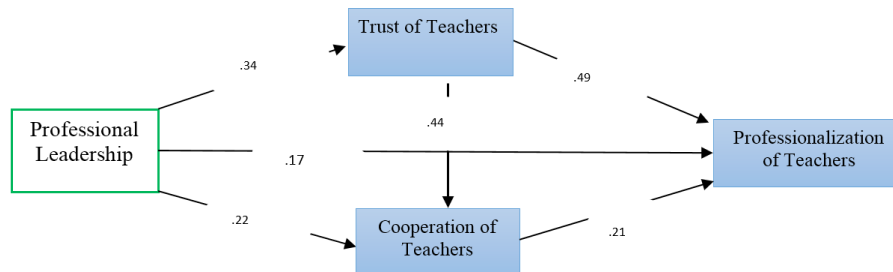 Trust of Teachers
.34
.49
.44
Professional
Leadership
.17
Professionalization
of Teachers
.22
Cooperation of
Teachers
.21